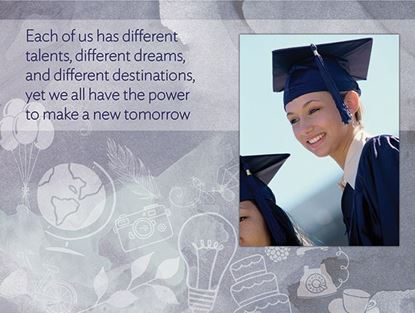 Each of us has different
talents, different dreams,
and different destinations,
yet we all have the power
to make a new tomorrow